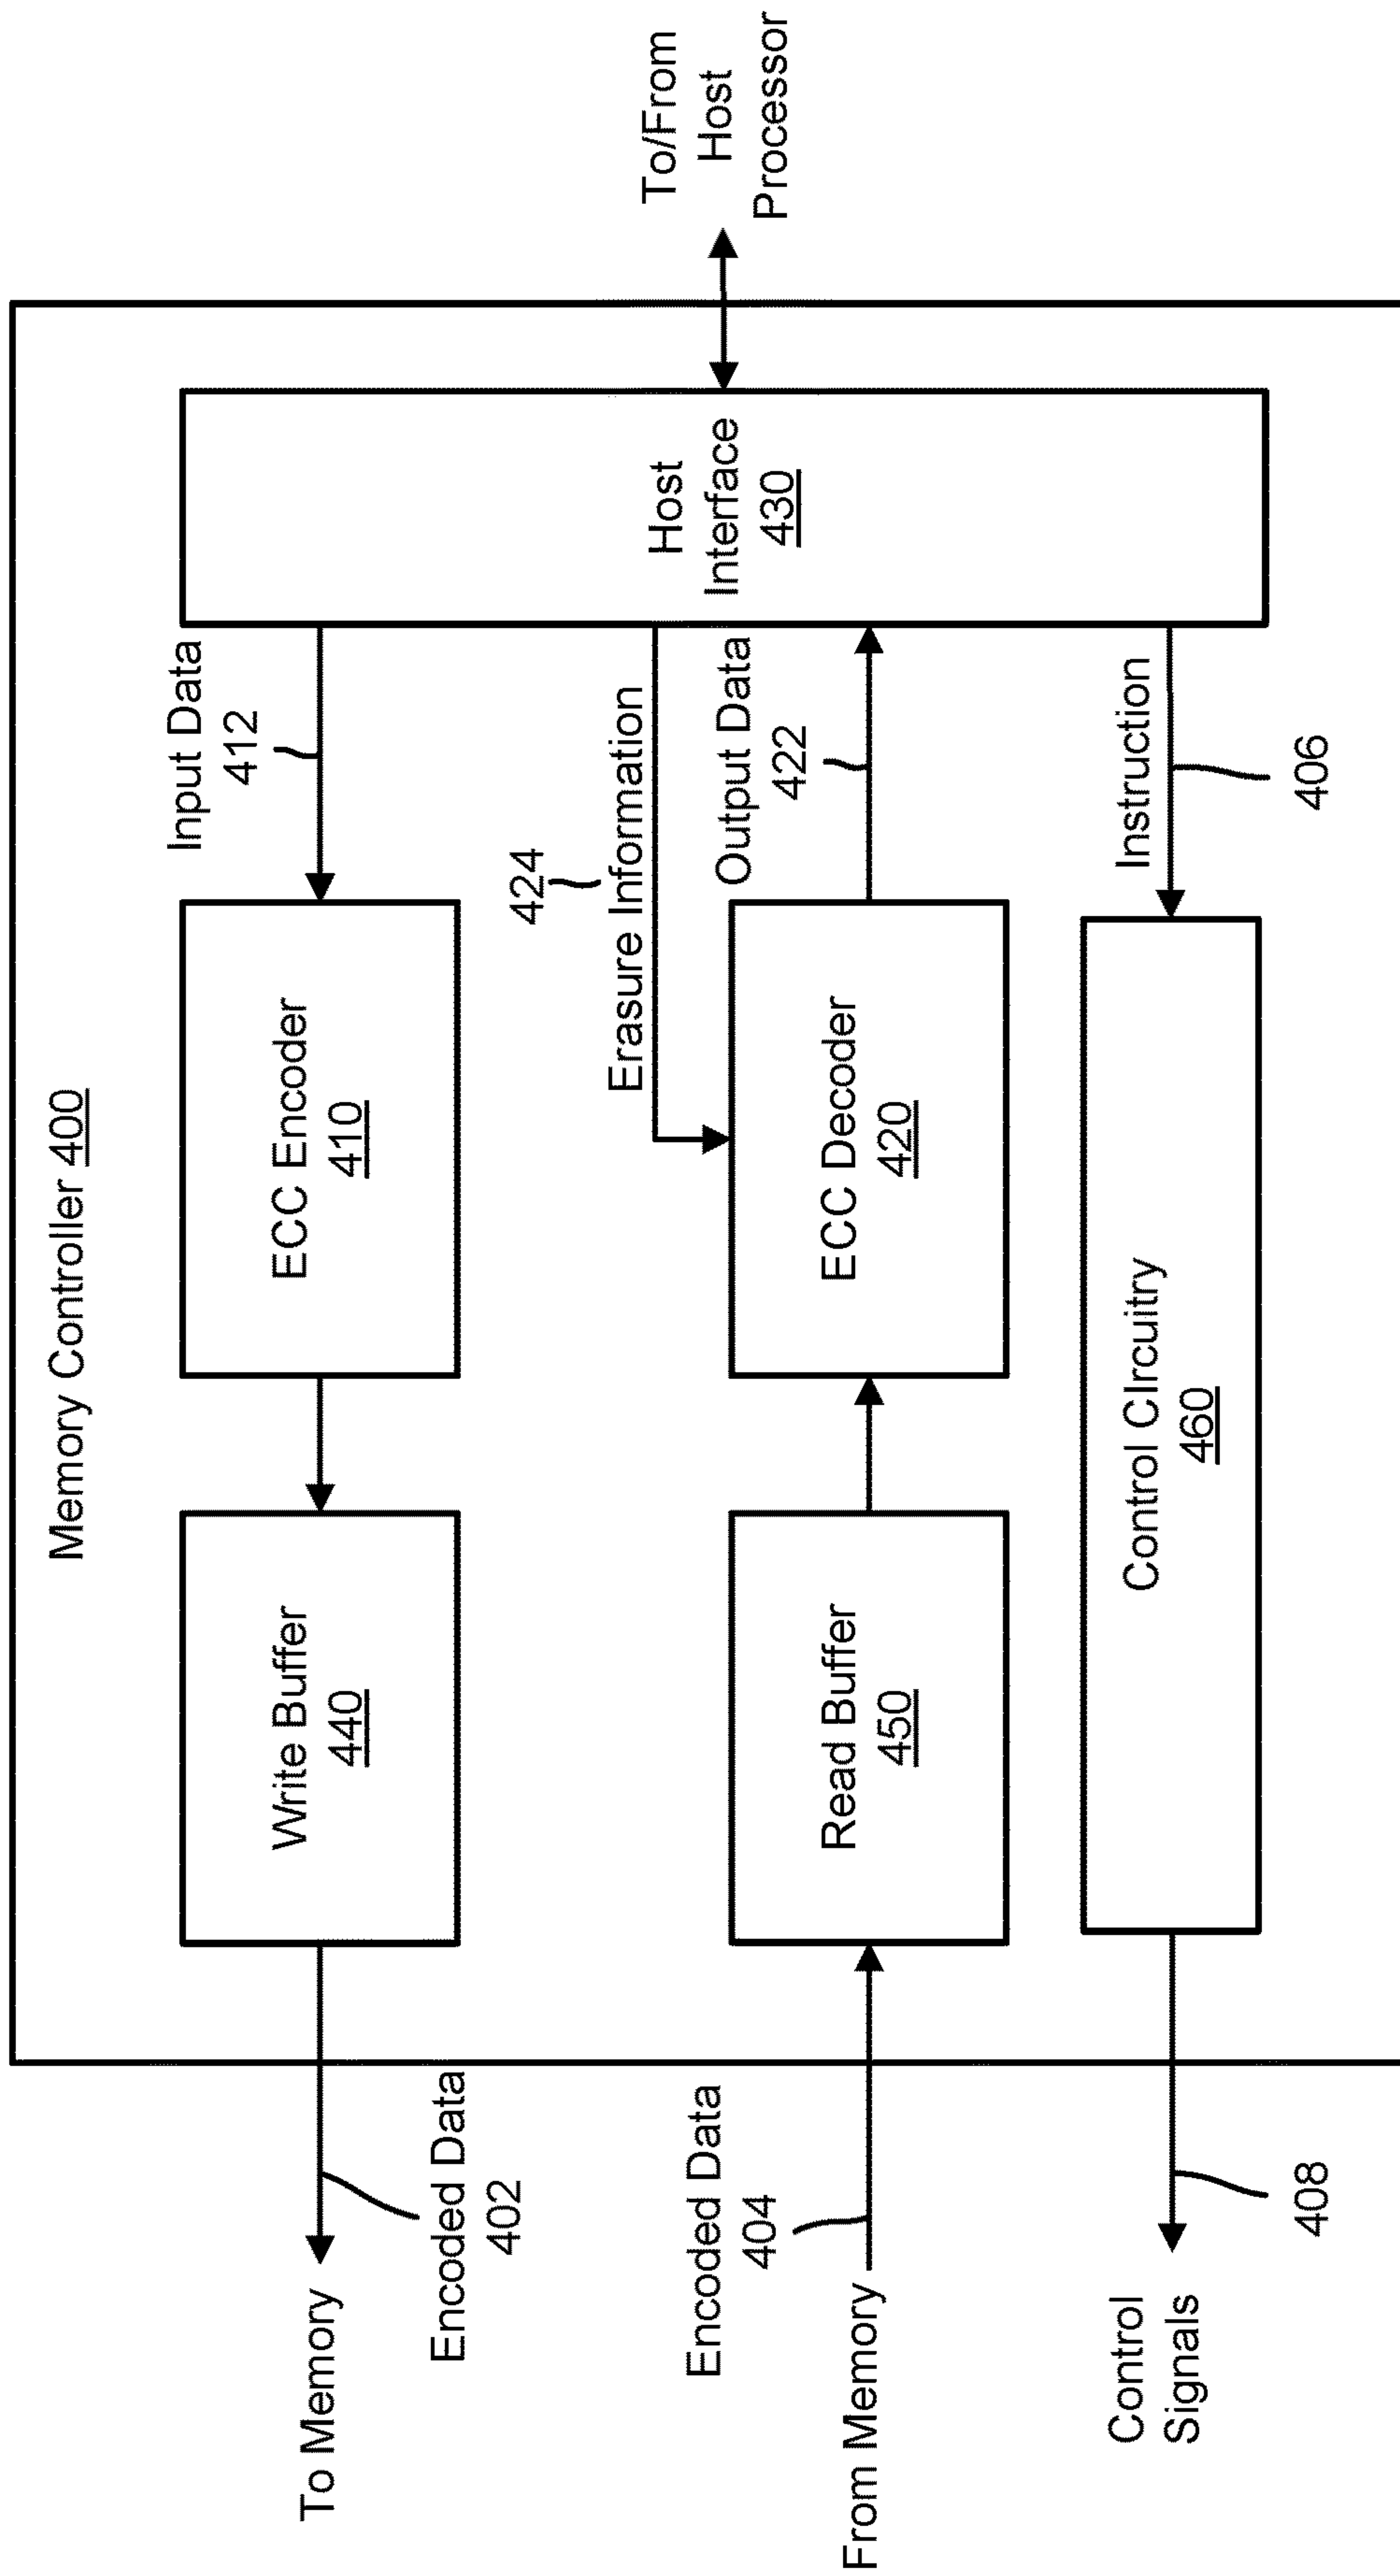 Memory Controller 400
To Memory
Encoded Data
402
Write Buffer
440
ECC Encoder
410
Input Data
412
424
Erasure Information
From Memory
Encoded Data
404
Read Buffer
450
ECC Decoder
420
Output Data
422
Host
Interface
430
To/From
Host
Processor
Control
Signals
408
Control CIrcuitry
460
Instruction
406